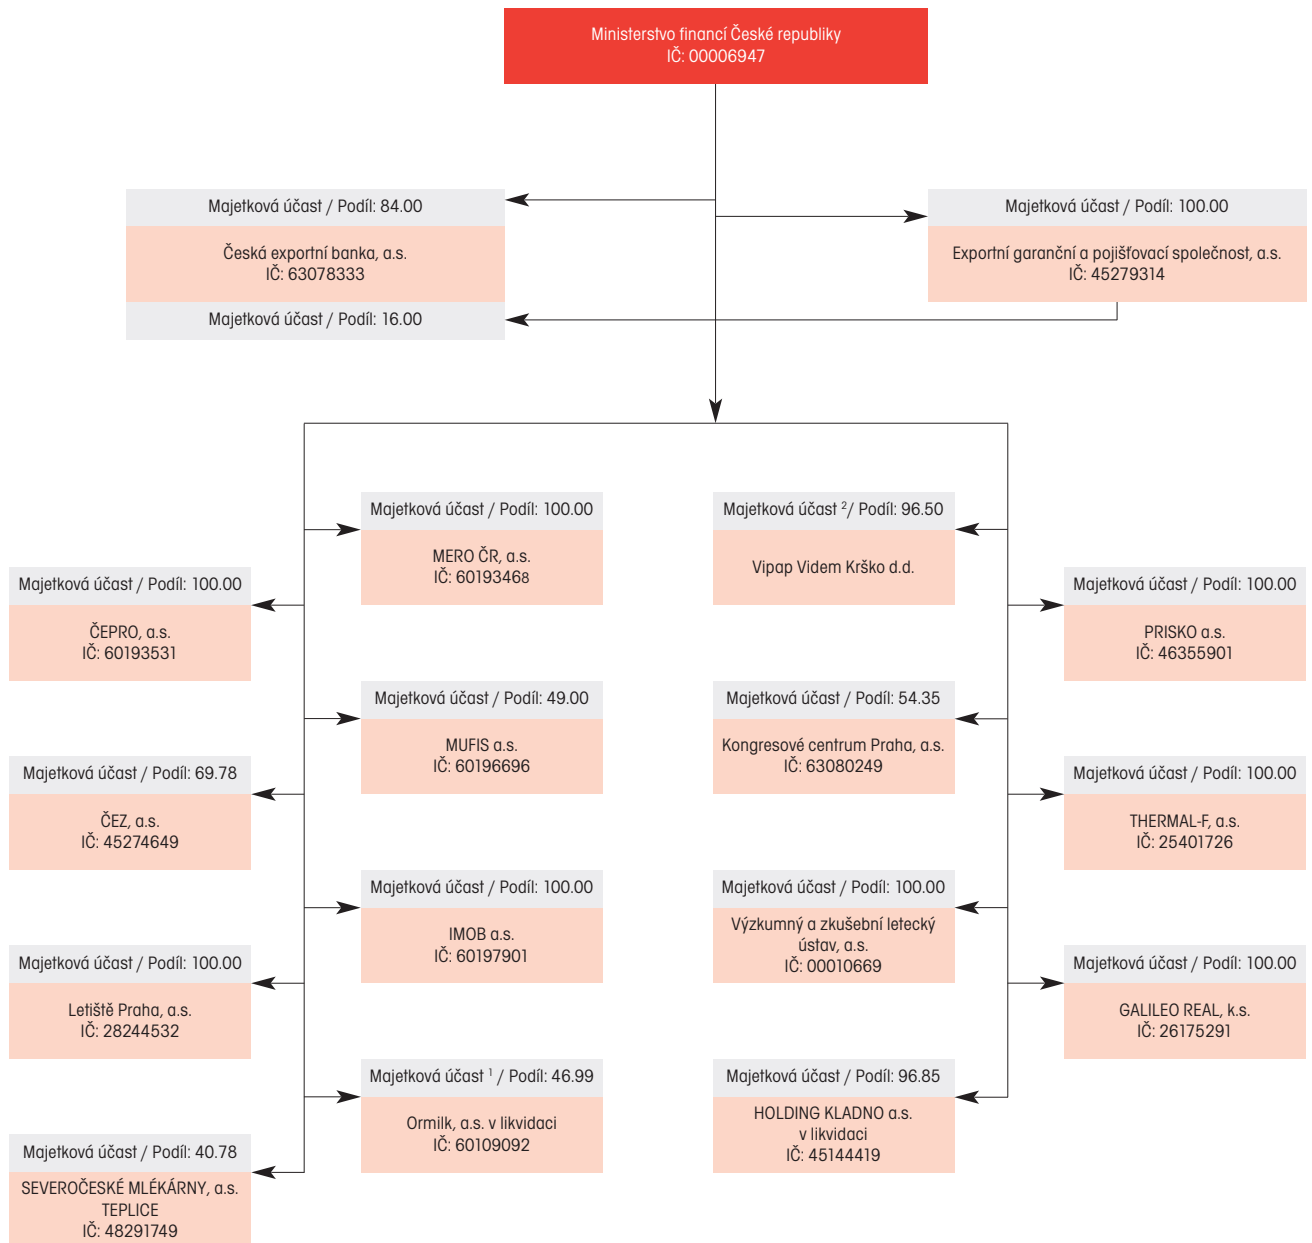 Ministerstvo financí České republiky
IČ: 00006947
Majetková účast / Podíl: 84.00
Česká exportní banka, a.s.
IČ: 63078333
Majetková účast / Podíl: 16.00
Majetková účast / Podíl: 100.00
Exportní garanční a pojišťovací společnost, a.s.
IČ: 45279314
Majetková účast / Podíl: 100.00
MERO ČR, a.s.
IČ: 60193468
Majetková účast ²/ Podíl: 96.50
Vipap Videm Krško d.d.
Majetková účast / Podíl: 100.00
ČEPRO, a.s.
IČ: 60193531
Majetková účast / Podíl: 100.00
PRISKO a.s.
IČ: 46355901
Majetková účast / Podíl: 49.00
MUFIS a.s.
IČ: 60196696
Majetková účast / Podíl: 54.35
Kongresové centrum Praha, a.s.
IČ: 63080249
Majetková účast / Podíl: 69.78
ČEZ, a.s.
IČ: 45274649
Majetková účast / Podíl: 100.00
THERMAL-F, a.s.
IČ: 25401726
Majetková účast / Podíl: 100.00
IMOB a.s.
IČ: 60197901
Majetková účast / Podíl: 100.00
Výzkumný a zkušební letecký
ústav, a.s.
IČ: 00010669
Majetková účast / Podíl: 100.00
Letiště Praha, a.s.
IČ: 28244532
Majetková účast / Podíl: 100.00
GALILEO REAL, k.s.
IČ: 26175291
Majetková účast ¹ / Podíl: 46.99
Ormilk, a.s. v likvidaci
IČ: 60109092
Majetková účast / Podíl: 96.85
HOLDING KLADNO a.s.
v likvidaci
IČ: 45144419
Majetková účast / Podíl: 40.78
SEVEROČESKÉ MLÉKÁRNY, a.s.
TEPLICE
IČ: 48291749